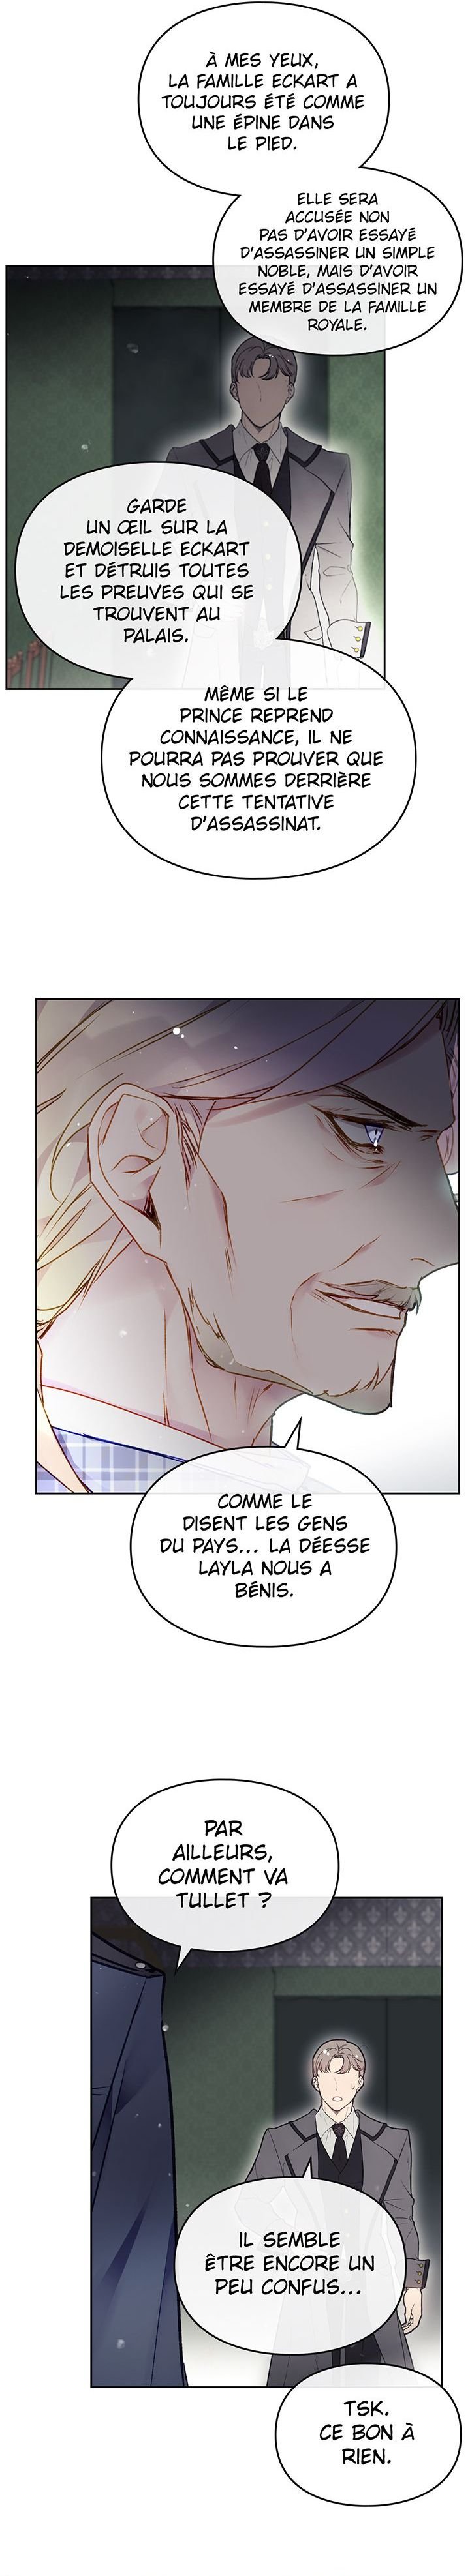 À MES YEUX,
LA FAMILLE ECKART A
TOUJOURS ÉTÉ COMME
UNE ÉPINE DANS
LE PIED.
ELLE SERA
ACCUSÉE NON
PAS D'AVOIR ESSAYÉ
D'ASSASSINER UN SIMPLE
NOBLE, MAIS D'AVOIR
ESSAYÉ D'ASSASSINER UN
MEMBRE DE LA FAMILLE
ROYALE.
GARDE
UN ŒIL SUR LA
DEMOISELLE ECKART
ET DÉTRUIS TOUTES
LES PREUVES QUI SE
TROUVENT AU
PALAIS.
MÊME SI LE
PRINCE REPREND
CONNAISSANCE, IL NE
POURRA PAS PROUVER QUE
NOUS SOMMES DERRIÈRE
CETTE TENTATIVE
D'ASSASSINAT.
COMME LE
DISENT LES GENS
DU PAYS... LA DÉESSE
LAYLA NOUS A
BÉNIS.
PAR
AILLEURS,
COMMENT VA
TULLET ?
IL SEMBLE
ÊTRE ENCORE UN
PEU CONFUS...
TSK.
CE BON À
RIEN.